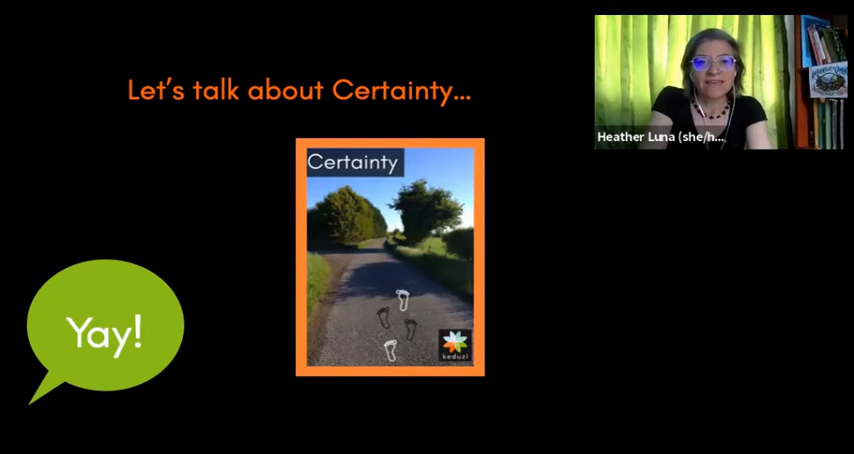 Let's talk about Certainty...
Heather Luna (she/h...
Certainty
Yay!
keduzi